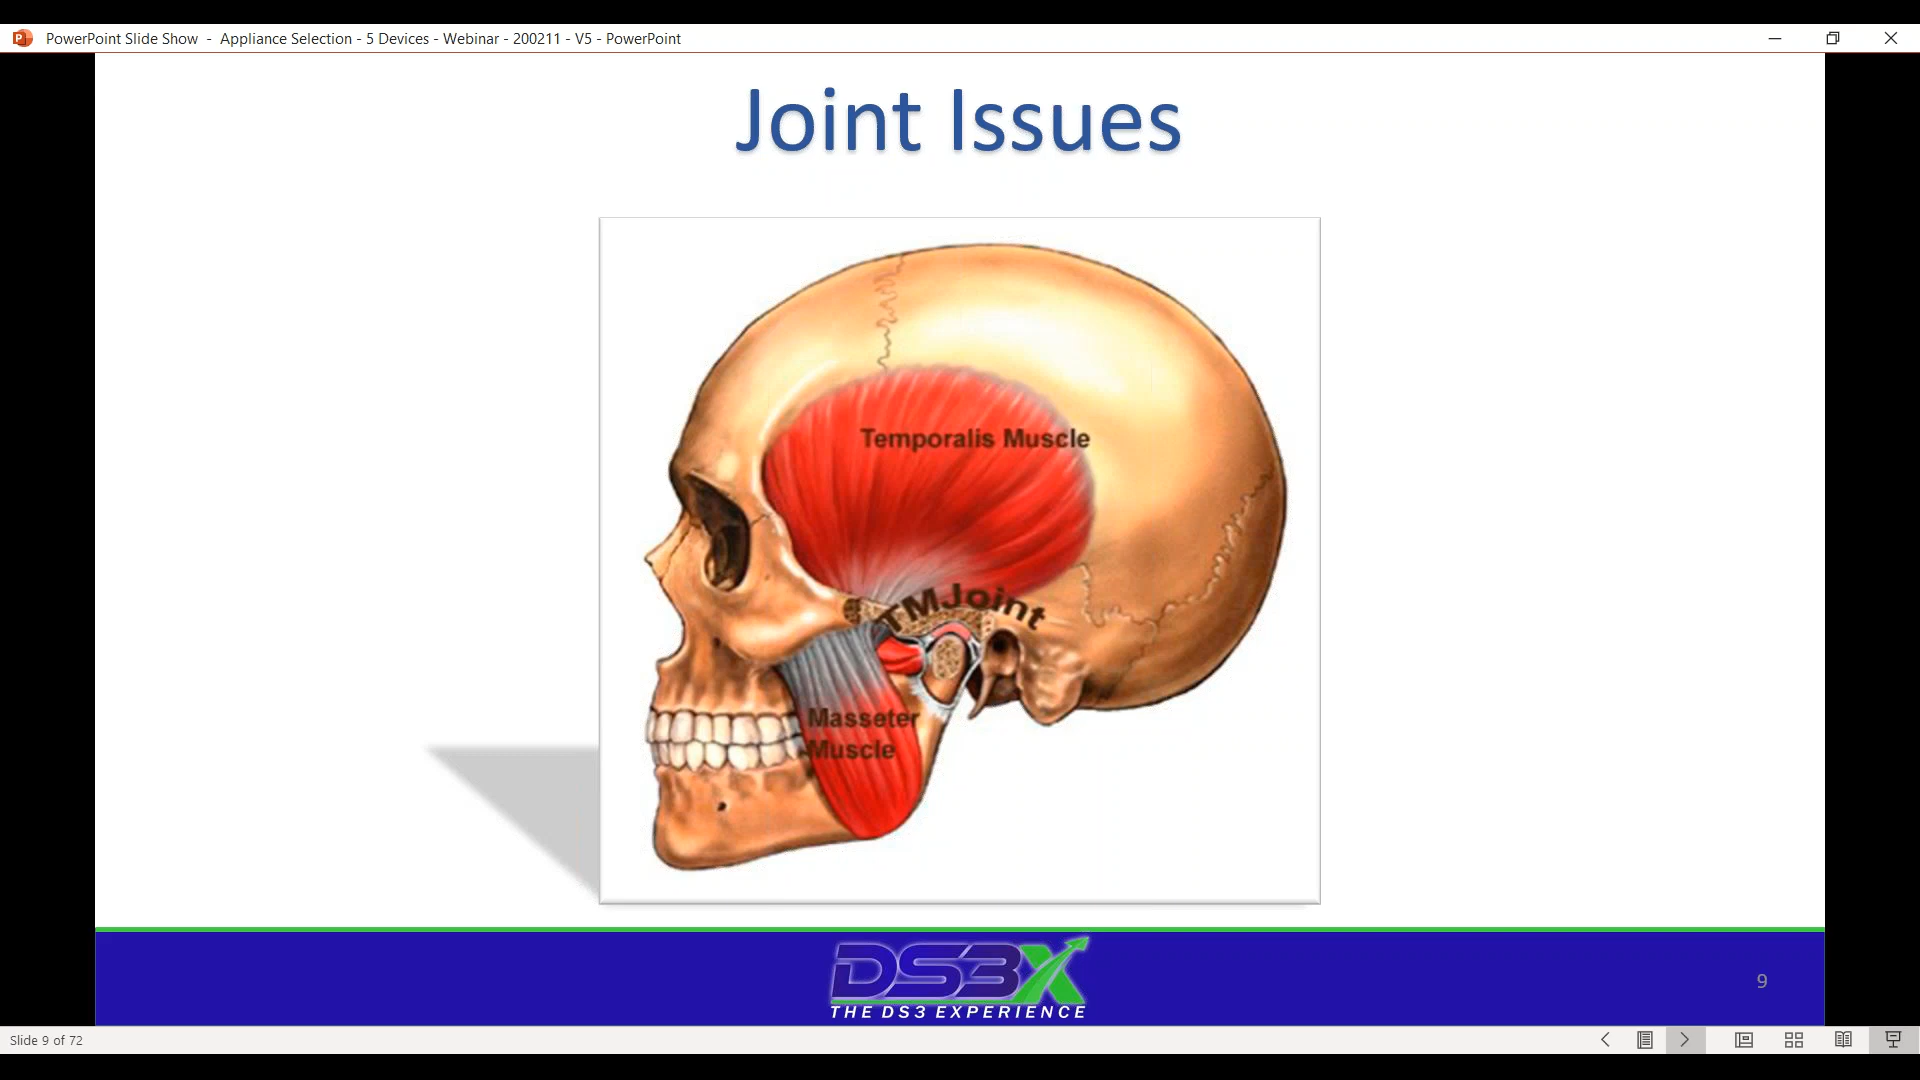 PowerPoint Slide Show - Appliance Selection - 5 Devices - Webinar - 200211 - V5 - PowerPoint
Joint Issues
Temporalis Muscle
TMJoint
Masseter
Muscle
DS3X
THE DS3 EXPERIENCE
9
Slide 9 of 72